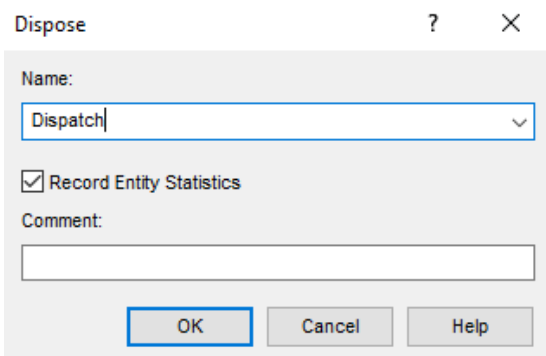 Dispose ?
Name:
Dispatch
Record Entity Statistics
Comment:
OK Cancel Help